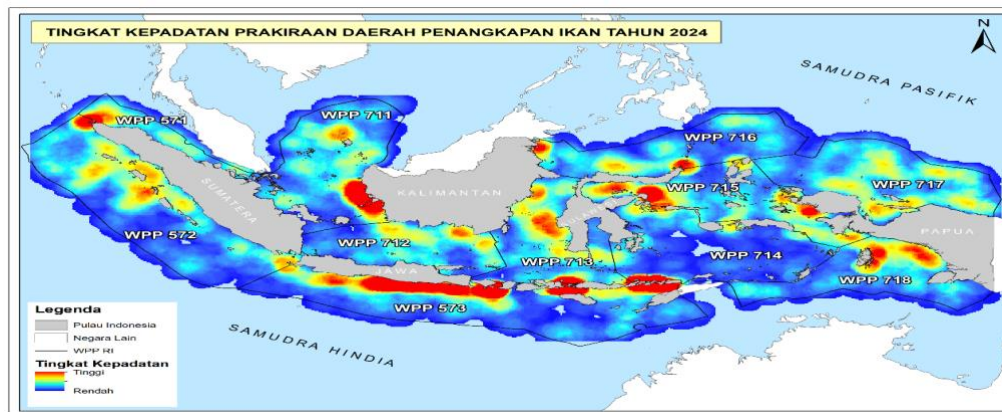 TINGKAT KEPADATAN PRAKIRAAN DAERAH PENANGKAPAN IKAN TAHUN 2024
N
SAMUDRA PASIFIK
WPP 571
WPP 711
WPP 716
KALIMANTAN
WPP 715
WPP 717
SUMATERA
PAPUA
WPP 572
WPP 712
WPP 713
WPP 714
JAWA
WPP 718
WPP 573
SAMUDRA HINDIA
Legenda
Pulau Indonesia
Negara Lain
WPP RI
Tingkat Kepadatan
Tinggi
Rendah